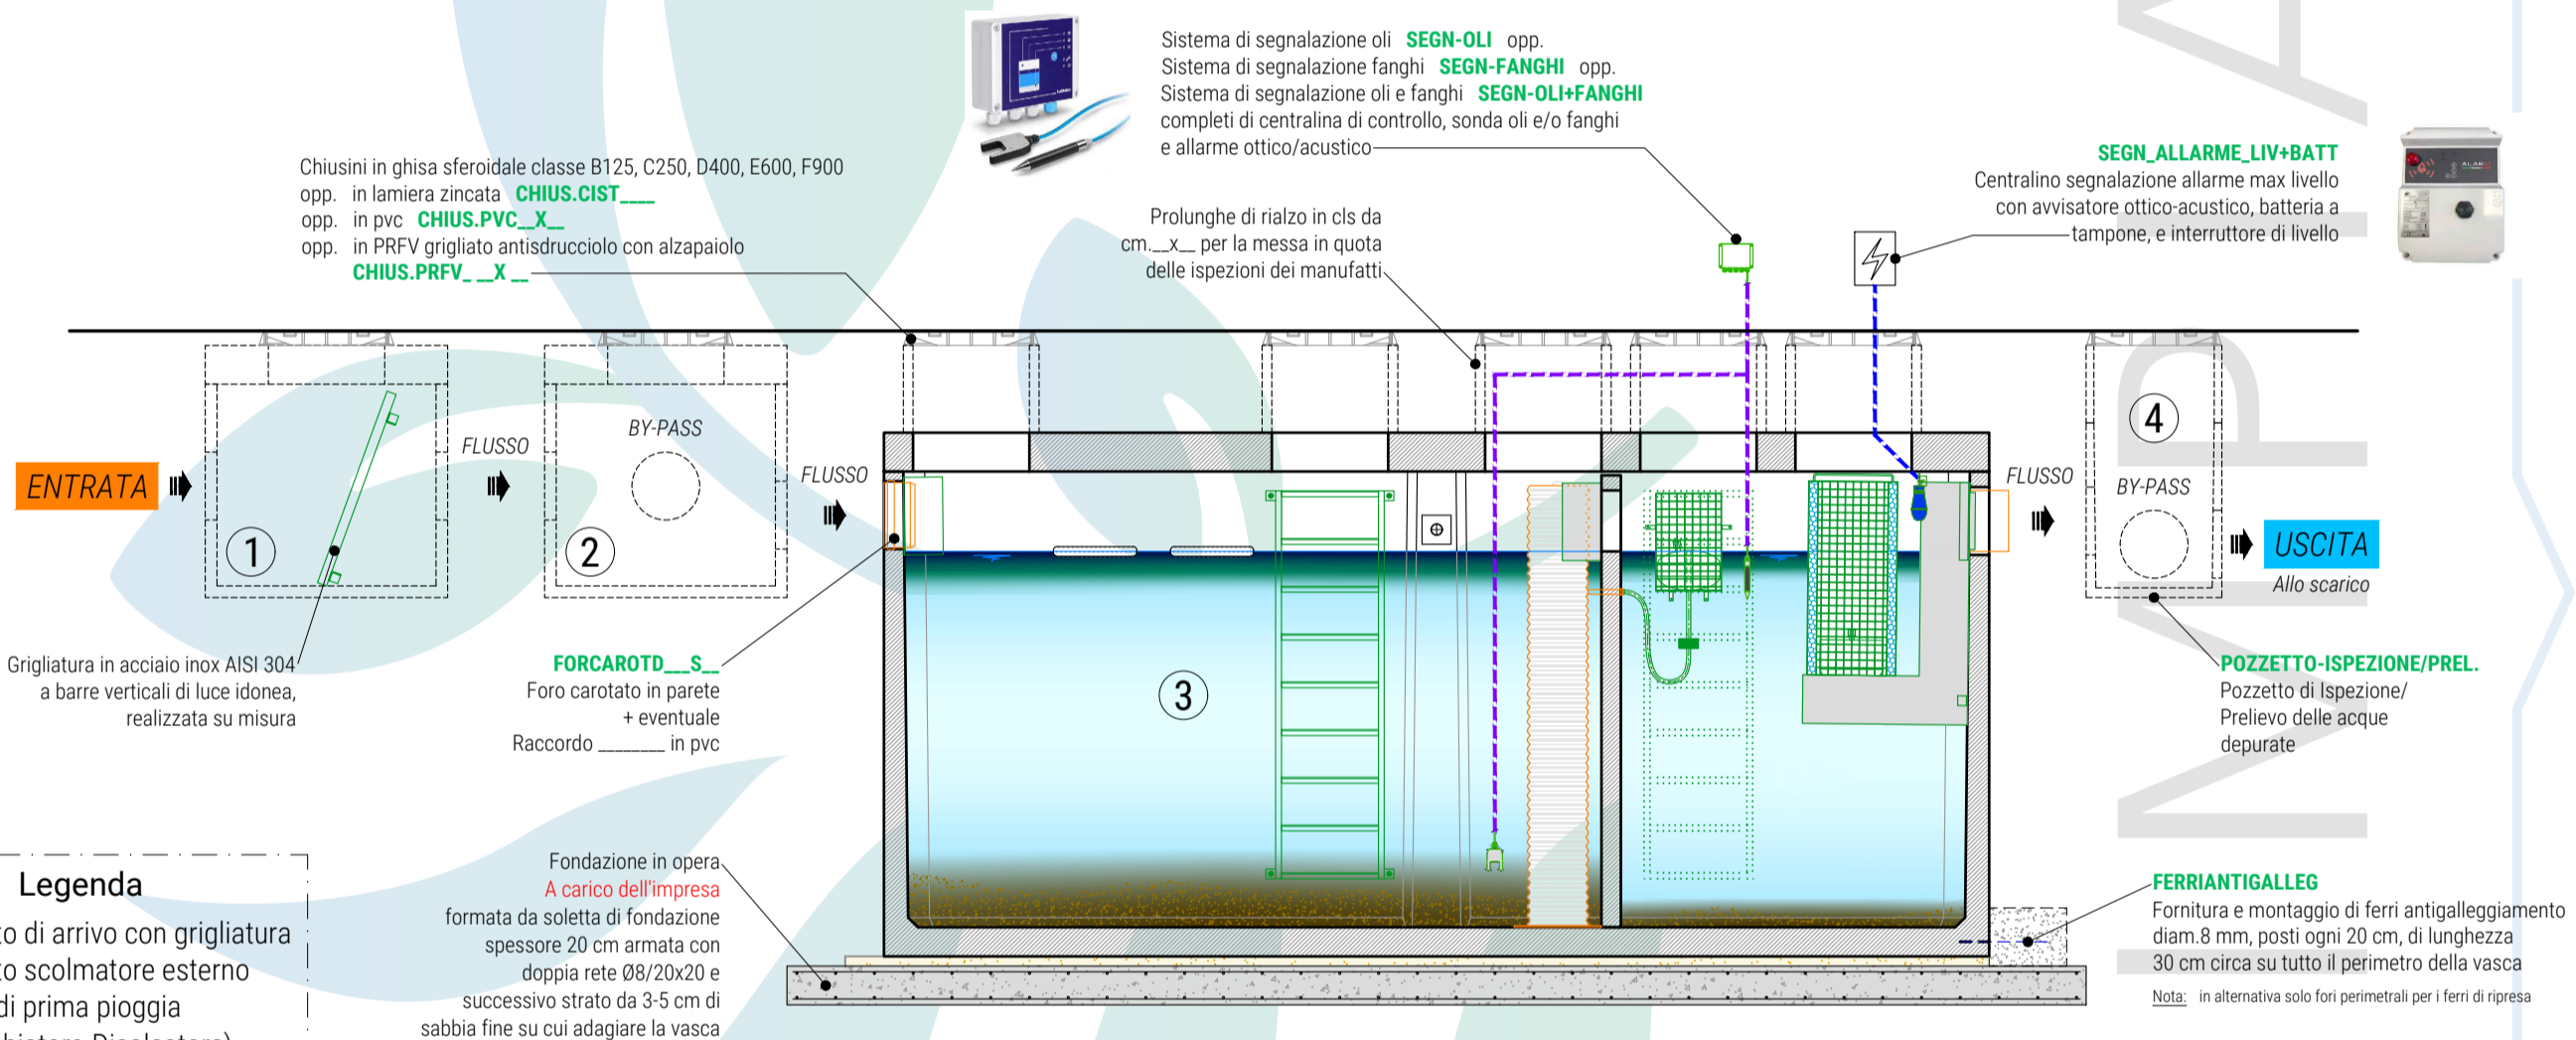 Sistema di segnalazione oli SEGN-OLI opp.
Sistema di segnalazione fanghi SEGN-FANGHI opp.
Sistema di segnalazione oli e fanghi SEGN-OLI+FANGHI
completi di centralina di controllo, sonda oli e/o fanghi
e allarme ottico/acustico
SEGN_ALLARME_LIV+BATT
Centralino segnalazione allarme max livello
con avvisatore ottico-acustico, batteria a
tampone, e interruttore di livello
Chiusini in ghisa sferoidale classe B125, C250, D400, E600, F900
opp. in lamiera zincata CHIUS.CIST____
opp. in pvc CHIUS.PVC__X__
opp. in PRFV grigliato antisdrucciolo con alzapaiolo
CHIUS.PRFV_ __X __
Prolunghe di rialzo in cls da
cm.__x__ per la messa in quota
delle ispezioni dei manufatti
ENTRATA
1
FLUSSO
BY-PASS
2
FLUSSO
3
FLUSSO
4
BY-PASS
USCITA
Allo scarico
Grigliatura in acciaio inox AISI 304
a barre verticali di luce idonea,
realizzata su misura
FORCAROTD___S__
Foro carotato in parete
+ eventuale
Raccordo ________ in pvc
POZZETTO-ISPEZIONE/PREL.
Pozzetto di Ispezione/
Prelievo delle acque
depurate
Fondazione in opera
A carico dell'impresa
formata da soletta di fondazione
spessore 20 cm armata con
doppia rete Ø8/20x20 e
successivo strato da 3-5 cm di
sabbia fine su cui adagiare la vasca
FERRIANTIGALLEG
Fornitura e montaggio di ferri antigalleggiamento
diam.8 mm, posti ogni 20 cm, di lunghezza
30 cm circa su tutto il perimetro della vasca
Nota: in alternativa solo fori perimetrali per i ferri di ripresa
Legenda
di arrivo con grigliatura
scolmatore esterno
di prima pioggia